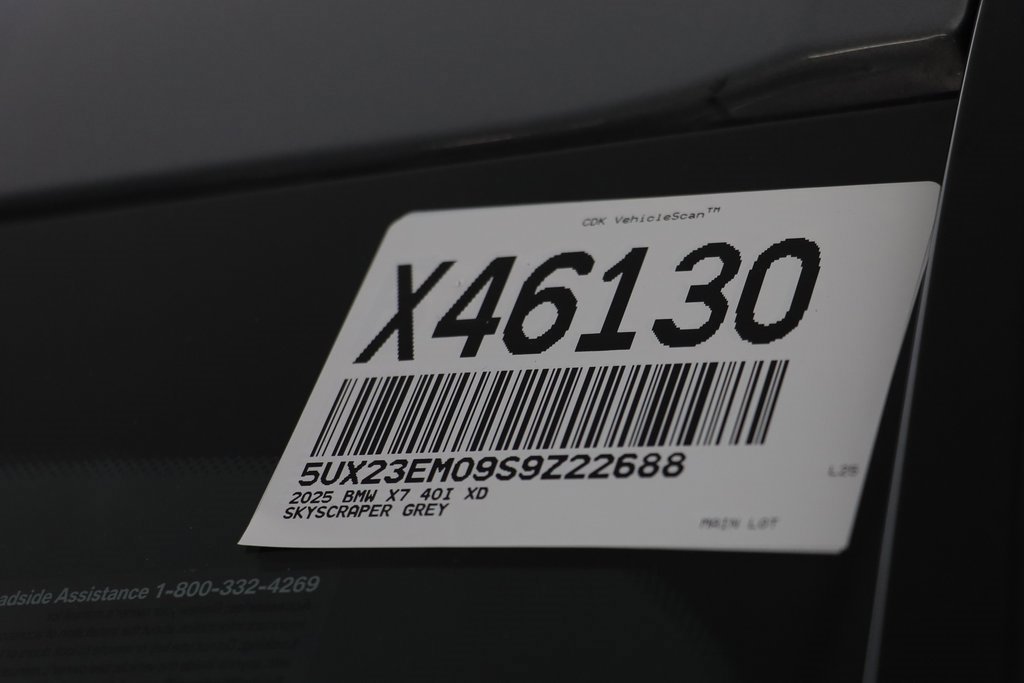 CDK VehicleScan™
X46130
5UX23EM09S9Z22688
2025 BMW X7 40I XD
SKYSCRAPER GREY
L25
MAIN LOT
adside Assistance 1-800-332-4269